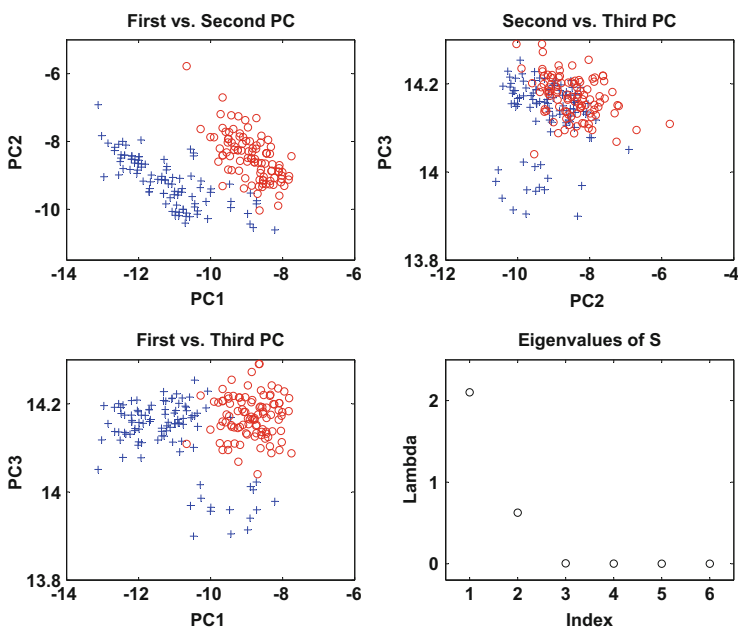 First vs. Second PC
-6
-8
-10
PC2
-14
-12
-10
-8
-6
PC1
Second vs. Third PC
14.2
14
13.8
PC3
-12
-10
-8
-6
-4
PC2
First vs. Third PC
14.2
14
13.8
PC3
-14
-12
-10
-8
-6
PC1
Eigenvalues of S
2
1
0
Lambda
1
2
3
4
5
6
Index